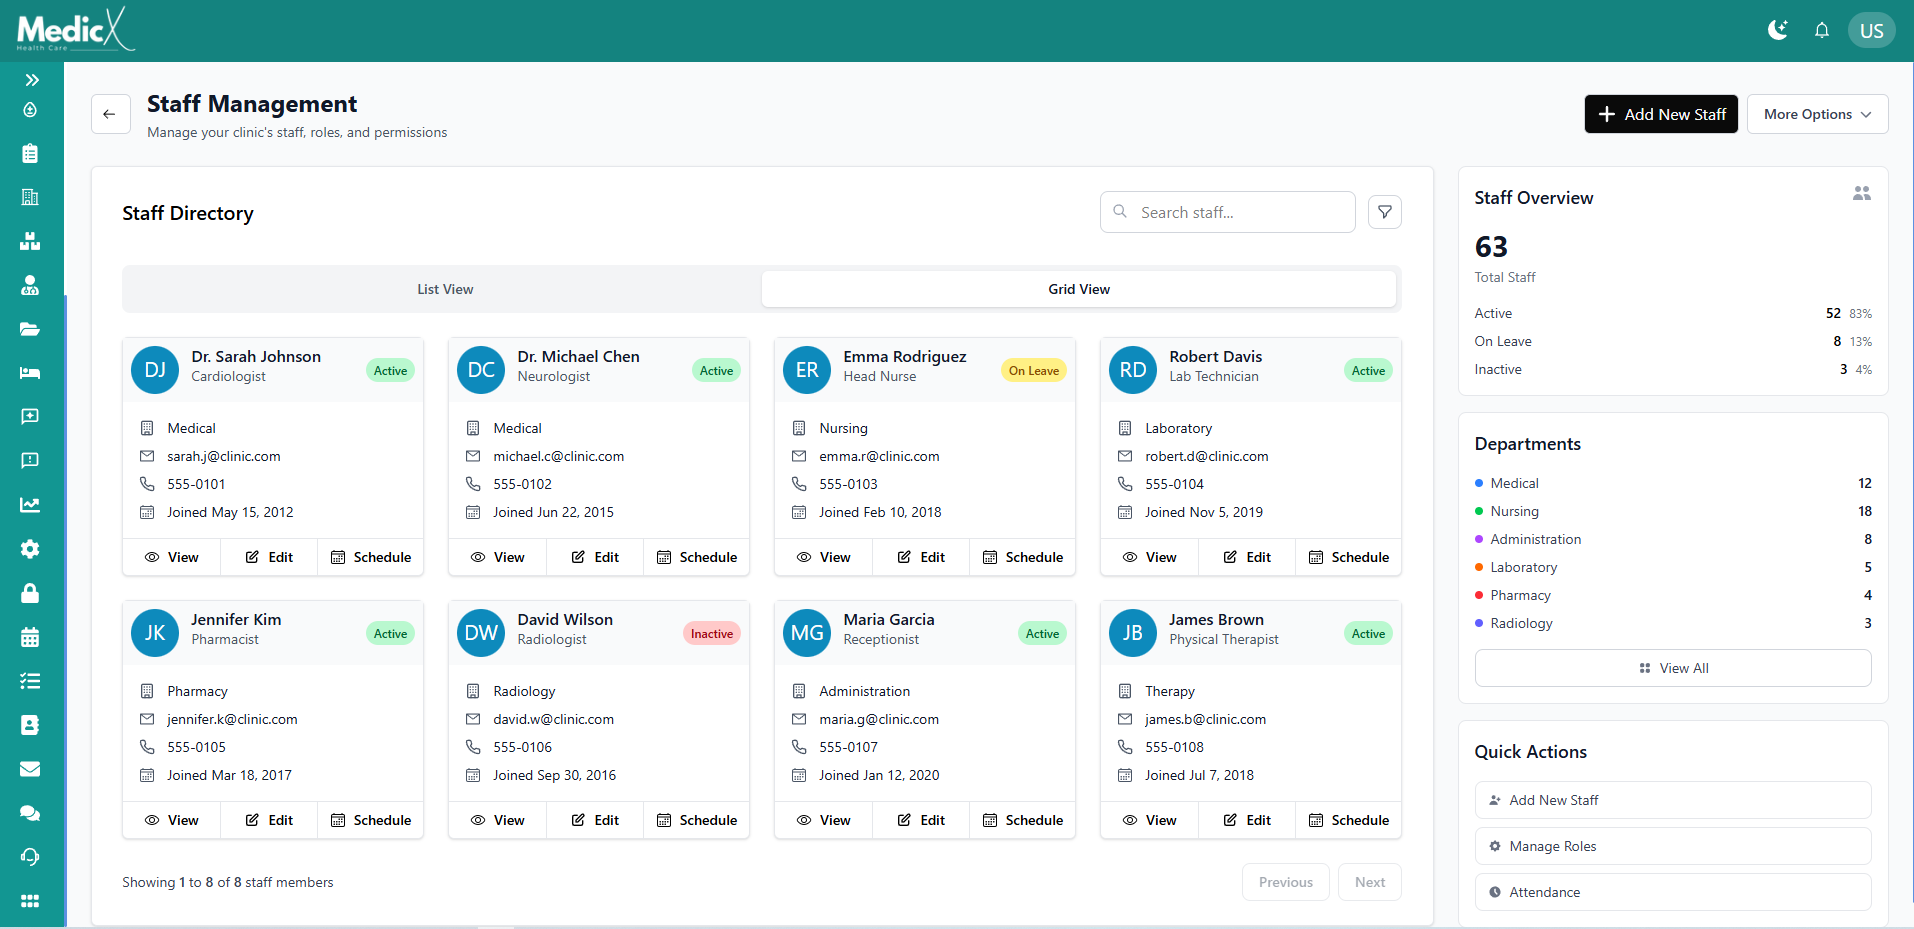 MedicX
Health Care
US
Staff Management
Manage your clinic's staff, roles, and permissions
Add New Staff
More Options
Staff Directory
Search staff...
List View
Grid View
DJ
Dr. Sarah Johnson
Cardiologist
Active
Medical
sarah.j@clinic.com
555-0101
Joined May 15, 2012
View
Edit
Schedule
DC
Dr. Michael Chen
Neurologist
Active
Medical
michael.c@clinic.com
555-0102
Joined Jun 22, 2015
View
Edit
Schedule
ER
Emma Rodriguez
Head Nurse
On Leave
Nursing
emma.r@clinic.com
555-0103
Joined Feb 10, 2018
View
Edit
Schedule
RD
Robert Davis
Lab Technician
Active
Laboratory
robert.d@clinic.com
555-0104
Joined Nov 5, 2019
View
Edit
Schedule
JK
Jennifer Kim
Pharmacist
Active
Pharmacy
jennifer.k@clinic.com
555-0105
Joined Mar 18, 2017
View
Edit
Schedule
DW
David Wilson
Radiologist
Inactive
Radiology
david.w@clinic.com
555-0106
Joined Sep 30, 2016
View
Edit
Schedule
MG
Maria Garcia
Receptionist
Active
Administration
maria.g@clinic.com
555-0107
Joined Jan 12, 2020
View
Edit
Schedule
JB
James Brown
Physical Therapist
Active
Therapy
james.b@clinic.com
555-0108
Joined Jul 7, 2018
View
Edit
Schedule
Showing 1 to 8 of 8 staff members
Previous
Next
Staff Overview
63
Total Staff
Active 52 83%
On Leave 8 13%
Inactive 3 4%
Departments
Medical 12
Nursing 18
Administration 8
Laboratory 5
Pharmacy 4
Radiology 3
View All
Quick Actions
Add New Staff
Manage Roles
Attendance